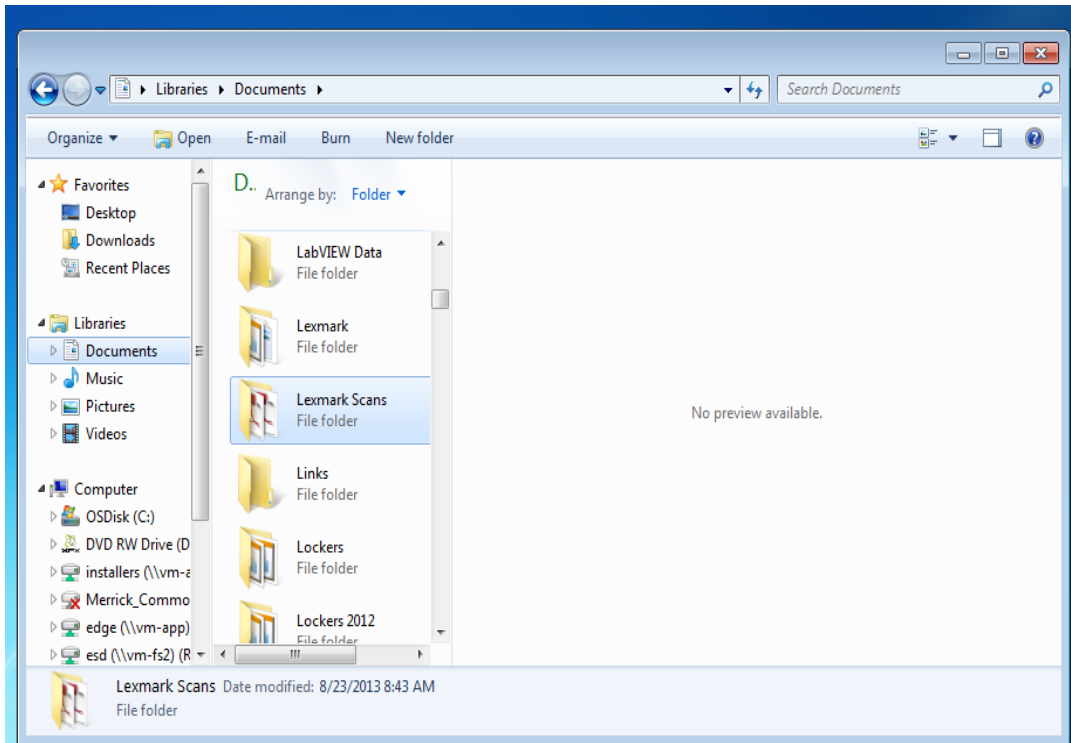 Libraries Documents
Search Documents
Organize Open E-mail Burn New folder
Favorites
Desktop
Downloads
Recent Places
Libraries
Documents
Music
Pictures
Videos
Computer
OSDisk (C:)
DVD RW Drive (D
installers (\\vm-a
Merrick_Commo
edge (\\vm-app)
esd (\\vm-fs2) (R
D..
Arrange by: Folder
LabVIEW Data
File folder
Lexmark
File folder
Lexmark Scans
File folder
Links
File folder
Lockers
File folder
Lockers 2012
File folder
No preview available.
Lexmark Scans Date modified: 8/23/2013 8:43 AM
File folder